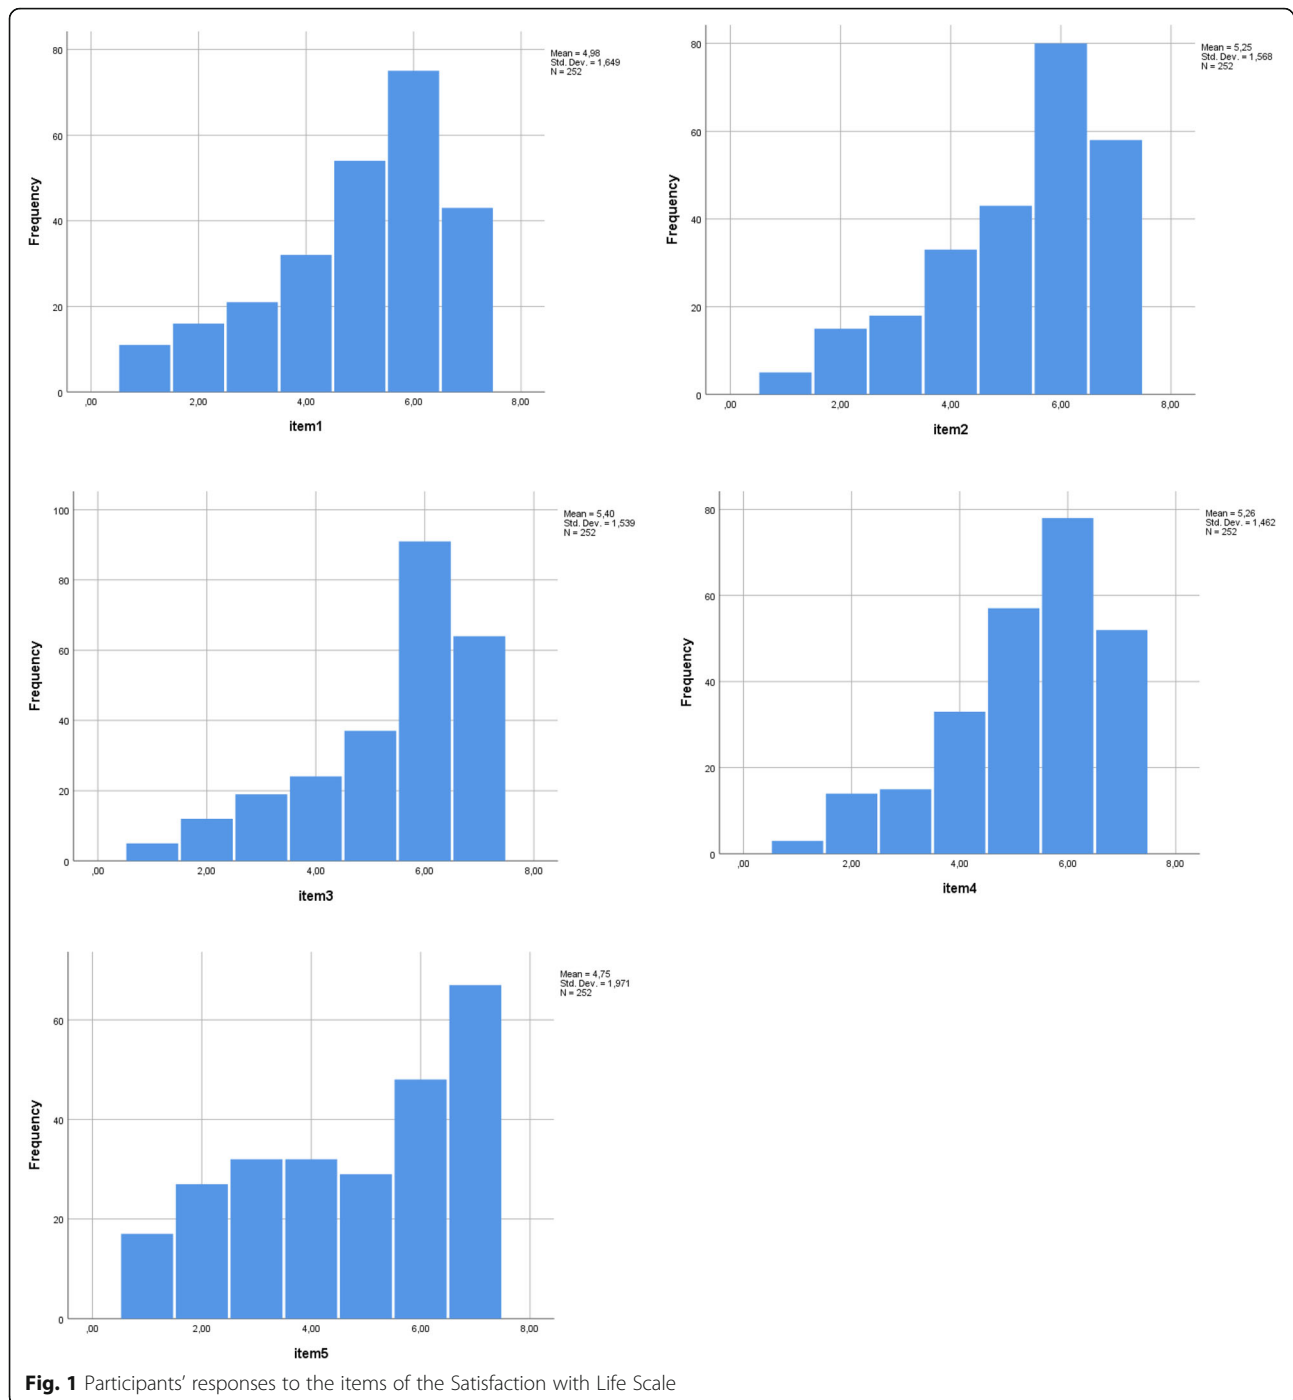 Mean = 4,98
Std. Dev. = 1,649
N = 252
80
60
40
20
0
Frequency
,00 2,00 4,00 6,00 8,00
item1
Mean = 5,25
Std. Dev. = 1,568
N = 252
80
60
40
20
0
Frequency
,00 2,00 4,00 6,00 8,00
item2
Mean = 5,40
Std. Dev. = 1,539
N = 252
100
80
60
40
20
0
Frequency
,00 2,00 4,00 6,00 8,00
item3
Mean = 5,26
Std. Dev. = 1,462
N = 252
80
60
40
20
0
Frequency
,00 2,00 4,00 6,00 8,00
item4
Mean = 4,75
Std. Dev. = 1,971
N = 252
60
40
20
0
Frequency
,00 2,00 4,00 6,00 8,00
item5
Fig. 1 Participants’ responses to the items of the Satisfaction with Life Scale